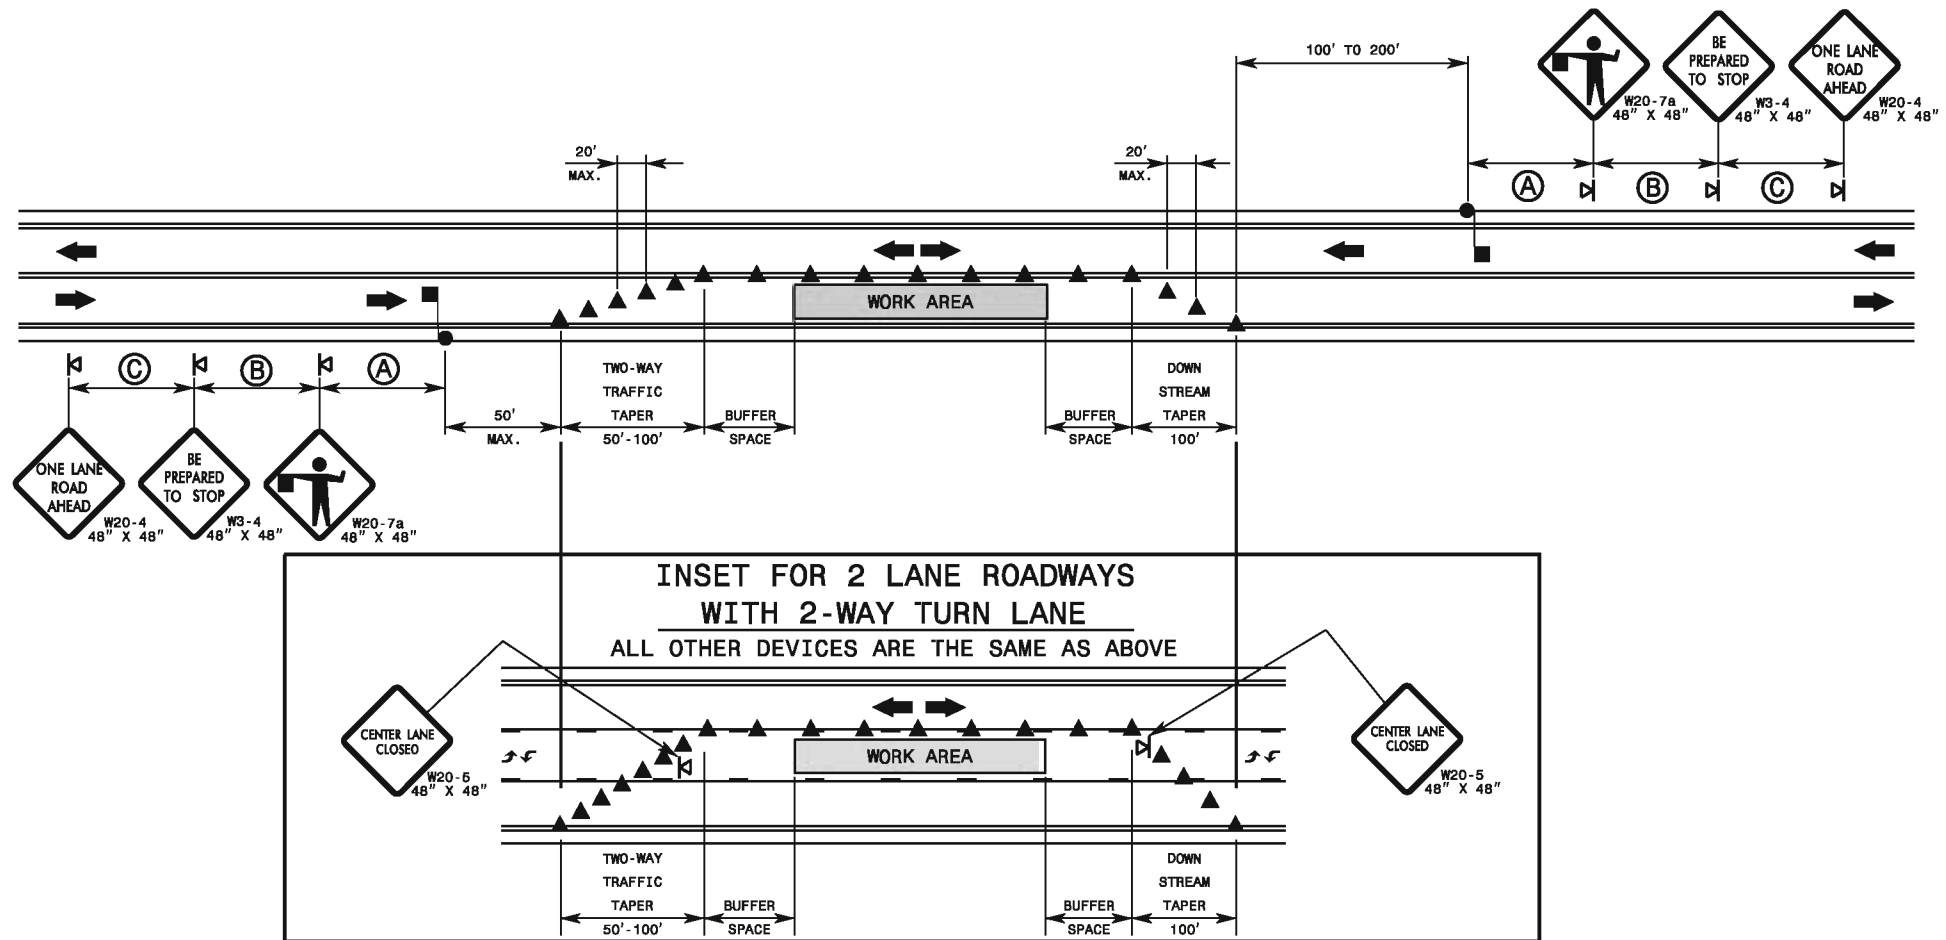 100' TO 200'
BE
PREPARED
TO STOP
ONE LANE
ROAD
AHEAD
W20-7a
48" X 48"
W3-4
48" X 48"
W20-4
48" X 48"
20'
MAX.
20'
MAX.
A
B
C
WORK AREA
C
B
A
TWO-WAY
TRAFFIC
TAPER
50'-100'
50'
MAX.
BUFFER
SPACE
BUFFER
SPACE
DOWN
STREAM
TAPER
100'
ONE LANE
ROAD
AHEAD
W20-4
48" X 48"
BE
PREPARED
TO STOP
W3-4
48" X 48"
W20-7a
48" X 48"
INSET FOR 2 LANE ROADWAYS
WITH 2-WAY TURN LANE
ALL OTHER DEVICES ARE THE SAME AS ABOVE
CENTER LANE
CLOSED
W20-5
48" X 48"
WORK AREA
CENTER LANE
CLOSED
W20-5
48" X 48"
TWO-WAY
TRAFFIC
TAPER
50'-100'
BUFFER
SPACE
BUFFER
SPACE
DOWN
STREAM
TAPER
100'